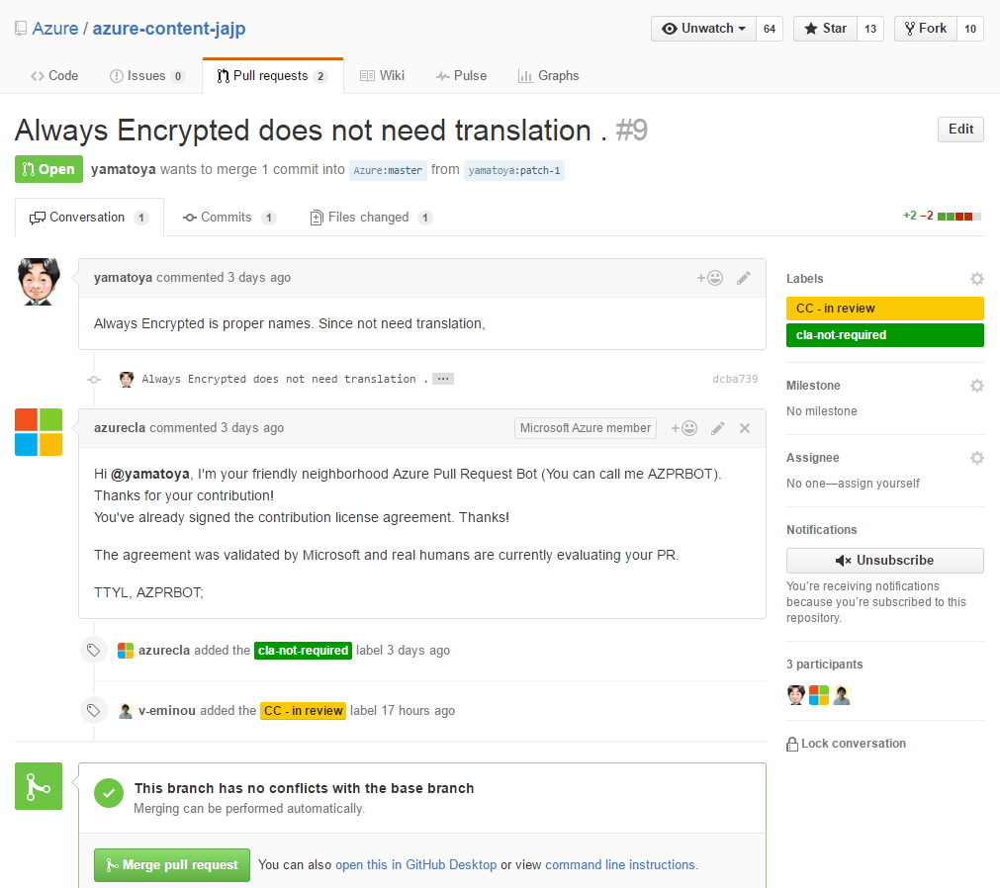 Azure / azure-content-jajp
Unwatch 64 Star 13 Fork 10
Code Issues 0 Pull requests 2 Wiki Pulse Graphs
Always Encrypted does not need translation . #9
Edit
Open yamatoya wants to merge 1 commit into Azure:master from yamatoya:patch-1
Conversation 1 Commits 1 Files changed 1
+2 −2
yamatoya commented 3 days ago
Always Encrypted is proper names. Since not need translation,
Always Encrypted does not need translation . … dcba739
azurecla commented 3 days ago Microsoft Azure member
Hi @yamatoya, I'm your friendly neighborhood Azure Pull Request Bot (You can call me AZPRBOT).
Thanks for your contribution!
You've already signed the contribution license agreement. Thanks!
The agreement was validated by Microsoft and real humans are currently evaluating your PR.
TTYL, AZPRBOT;
azurecla added the cla-not-required label 3 days ago
v-eminou added the CC - in review label 17 hours ago
This branch has no conflicts with the base branch
Merging can be performed automatically.
Merge pull request You can also open this in GitHub Desktop or view command line instructions.
Labels
CC - in review
cla-not-required
Milestone
No milestone
Assignee
No one—assign yourself
Notifications
Unsubscribe
You're receiving notifications
because you're subscribed to this
repository.
3 participants
Lock conversation